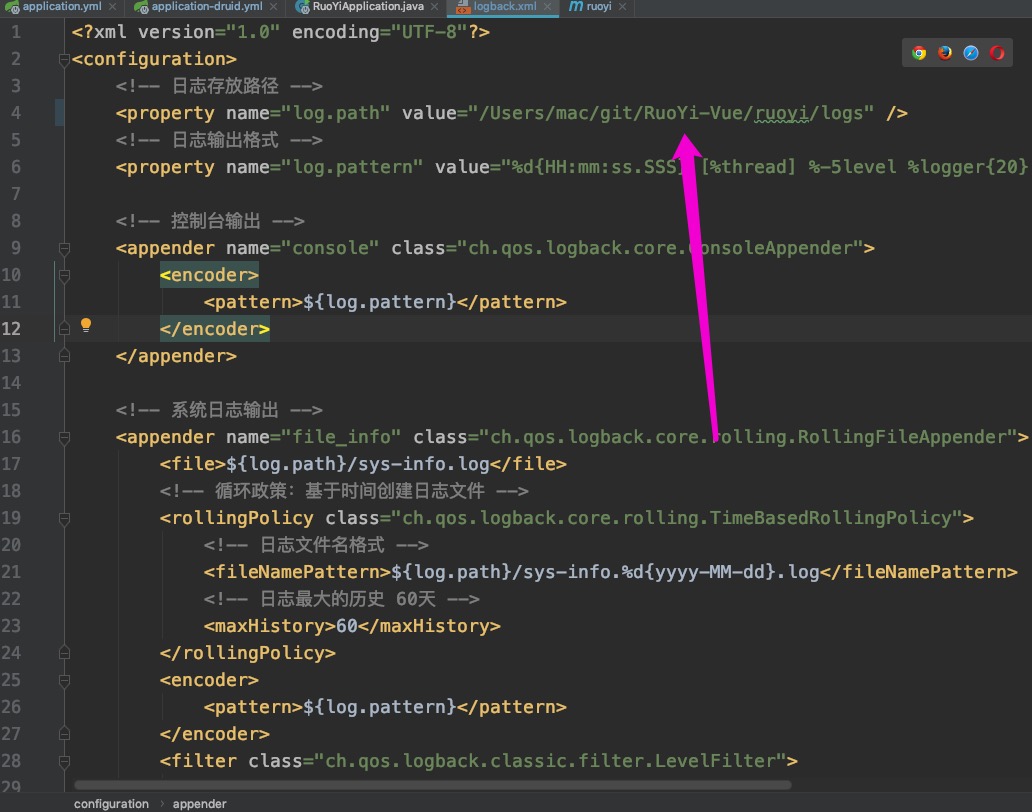 application.yml application-druid.yml RuoYiApplication.java logback.xml ruoyi
1 <?xml version="1.0" encoding="UTF-8"?>
2 <configuration>
3 <!-- 日志存放路径 -->
4 <property name="log.path" value="/Users/mac/git/RuoYi-Vue/ruoyi/logs" />
5 <!-- 日志输出格式 -->
6 <property name="log.pattern" value="%d{HH:mm:ss.SSS} [%thread] %-5level %logger{20}
7
8 <!-- 控制台输出 -->
9 <appender name="console" class="ch.qos.logback.core.ConsoleAppender">
10 <encoder>
11 <pattern>${log.pattern}</pattern>
12 </encoder>
13 </appender>
14
15 <!-- 系统日志输出 -->
16 <appender name="file_info" class="ch.qos.logback.core.rolling.RollingFileAppender">
17 <file>${log.path}/sys-info.log</file>
18 <!-- 循环政策：基于时间创建日志文件 -->
19 <rollingPolicy class="ch.qos.logback.core.rolling.TimeBasedRollingPolicy">
20 <!-- 日志文件名格式 -->
21 <fileNamePattern>${log.path}/sys-info.%d{yyyy-MM-dd}.log</fileNamePattern>
22 <!-- 日志最大的历史 60天 -->
23 <maxHistory>60</maxHistory>
24 </rollingPolicy>
25 <encoder>
26 <pattern>${log.pattern}</pattern>
27 </encoder>
28 <filter class="ch.qos.logback.classic.filter.LevelFilter">
29
configuration › appender